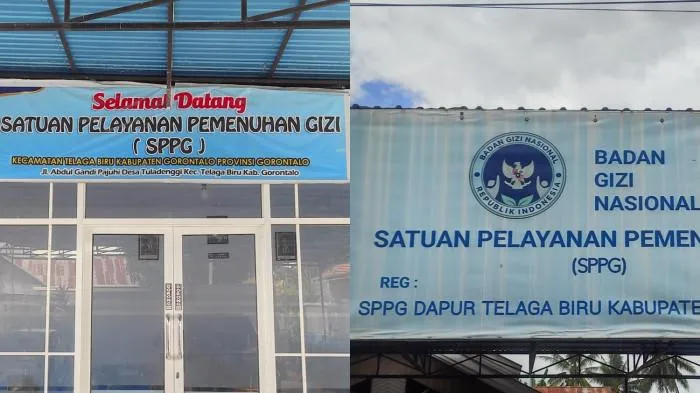 Selamat Datang
SATUAN PELAYANAN PEMENUHAN GIZI
( SPPG )
KECAMATAN TELAGA BIRU KABUPATEN GORONTALO PROVINSI GORONTALO
Jl. Abdul Gandi Pajuhi Desa Tuladenggi Kec. Telaga Biru Kab. Gorontalo
BADAN GIZI NASIONAL
REPUBLIK INDONESIA
BADAN
GIZI
NASIONAL
SATUAN PELAYANAN PEMEN
(SPPG)
REG :
SPPG DAPUR TELAGA BIRU KABUPATE